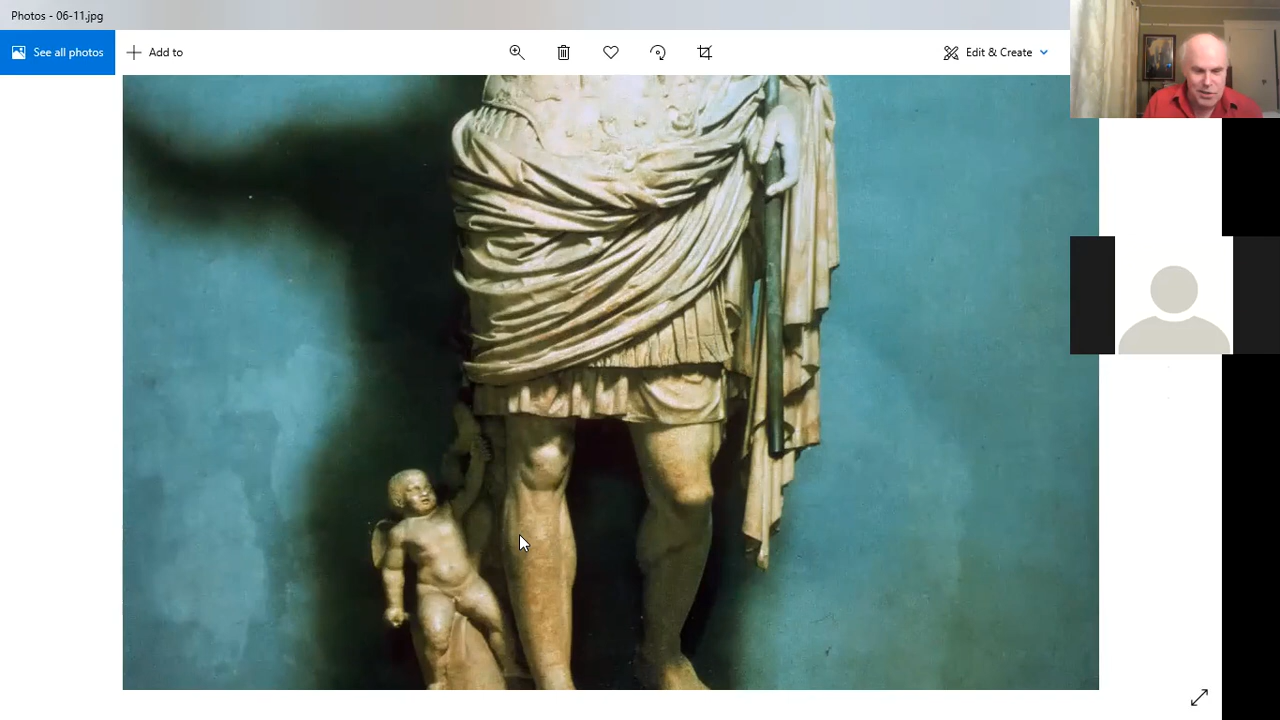 Photos - 06-11.jpg
See all photos
Add to
Edit & Create